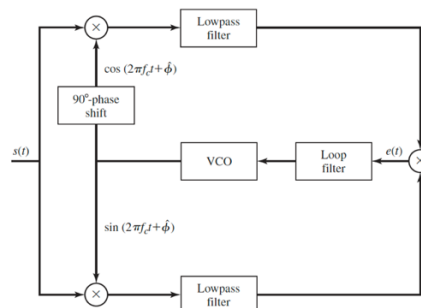 Lowpass
filter
cos (2πf_ct+ϕ̂)
90°-phase
shift
s(t)
VCO
Loop
filter
e(t)
sin (2πf_ct+ϕ̂)
Lowpass
filter